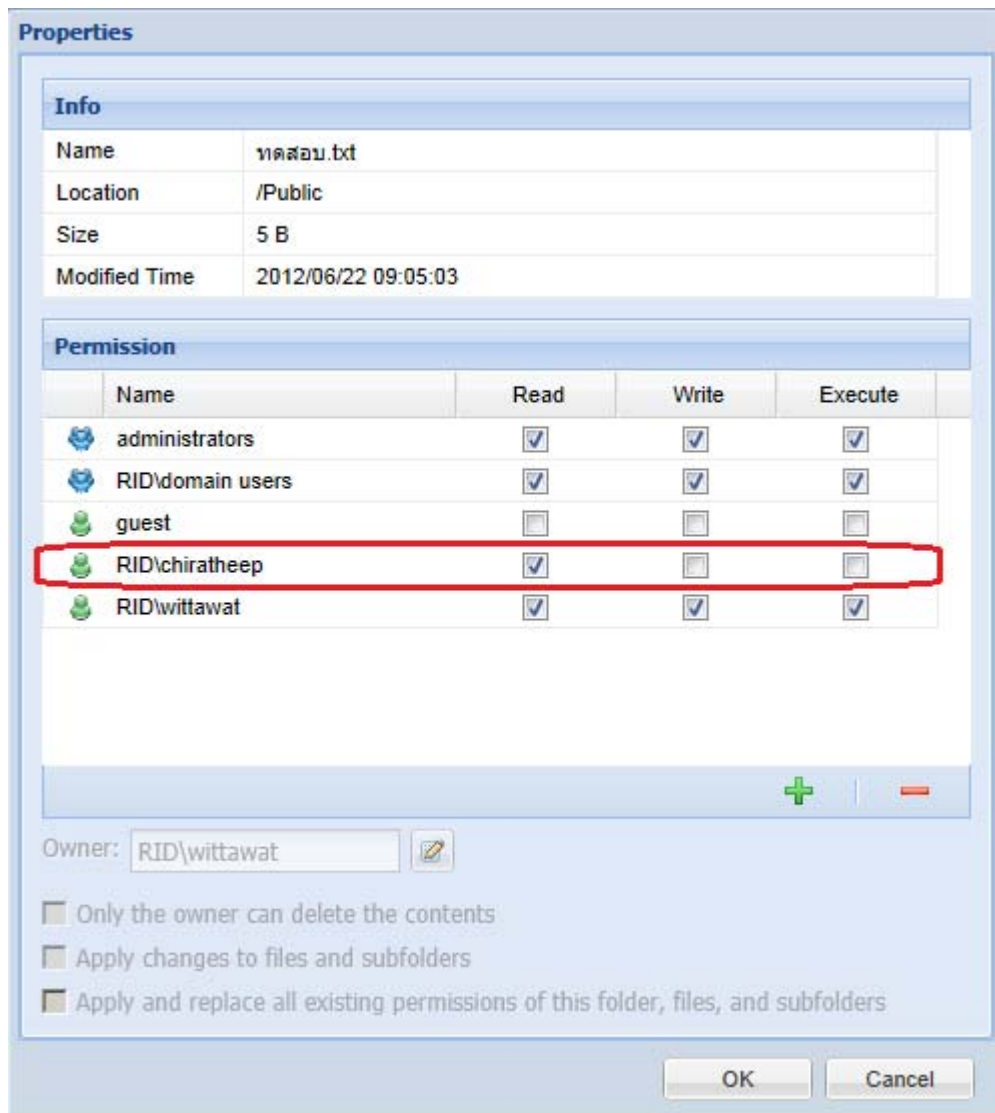 Properties
Info
Name ทดสอบ.txt
Location /Public
Size 5 B
Modified Time 2012/06/22 09:05:03
Permission
Name Read Write Execute
administrators
RID\domain users
guest
RID\chiratheep
RID\wittawat
Owner: RID\wittawat
Only the owner can delete the contents
Apply changes to files and subfolders
Apply and replace all existing permissions of this folder, files, and subfolders
OK Cancel